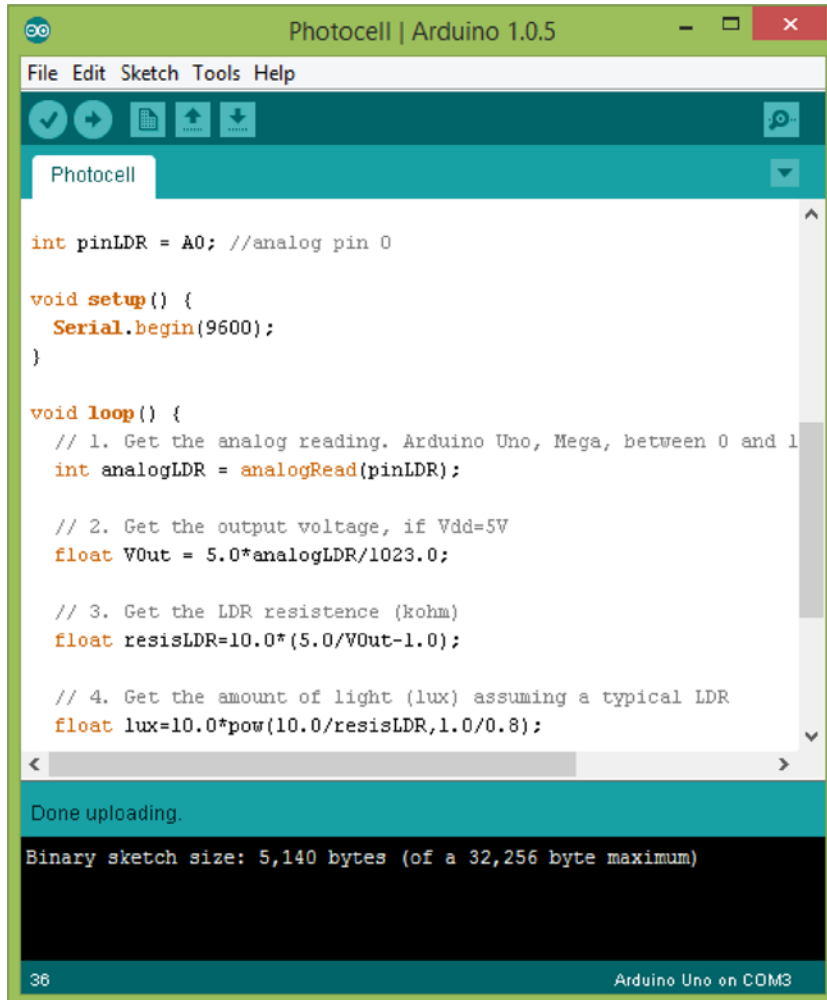 Photocell | Arduino 1.0.5
File Edit Sketch Tools Help
Photocell
int pinLDR = A0; //analog pin 0
void setup() {
Serial.begin(9600);
}
void loop() {
// 1. Get the analog reading. Arduino Uno, Mega, between 0 and 1
int analogLDR = analogRead(pinLDR);
// 2. Get the output voltage, if Vdd=5V
float VOut = 5.0*analogLDR/1023.0;
// 3. Get the LDR resistence (kohm)
float resisLDR=10.0*(5.0/VOut-1.0);
// 4. Get the amount of light (lux) assuming a typical LDR
float lux=10.0*pow(10.0/resisLDR,1.0/0.8);
Done uploading.
Binary sketch size: 5,140 bytes (of a 32,256 byte maximum)
36 Arduino Uno on COM3